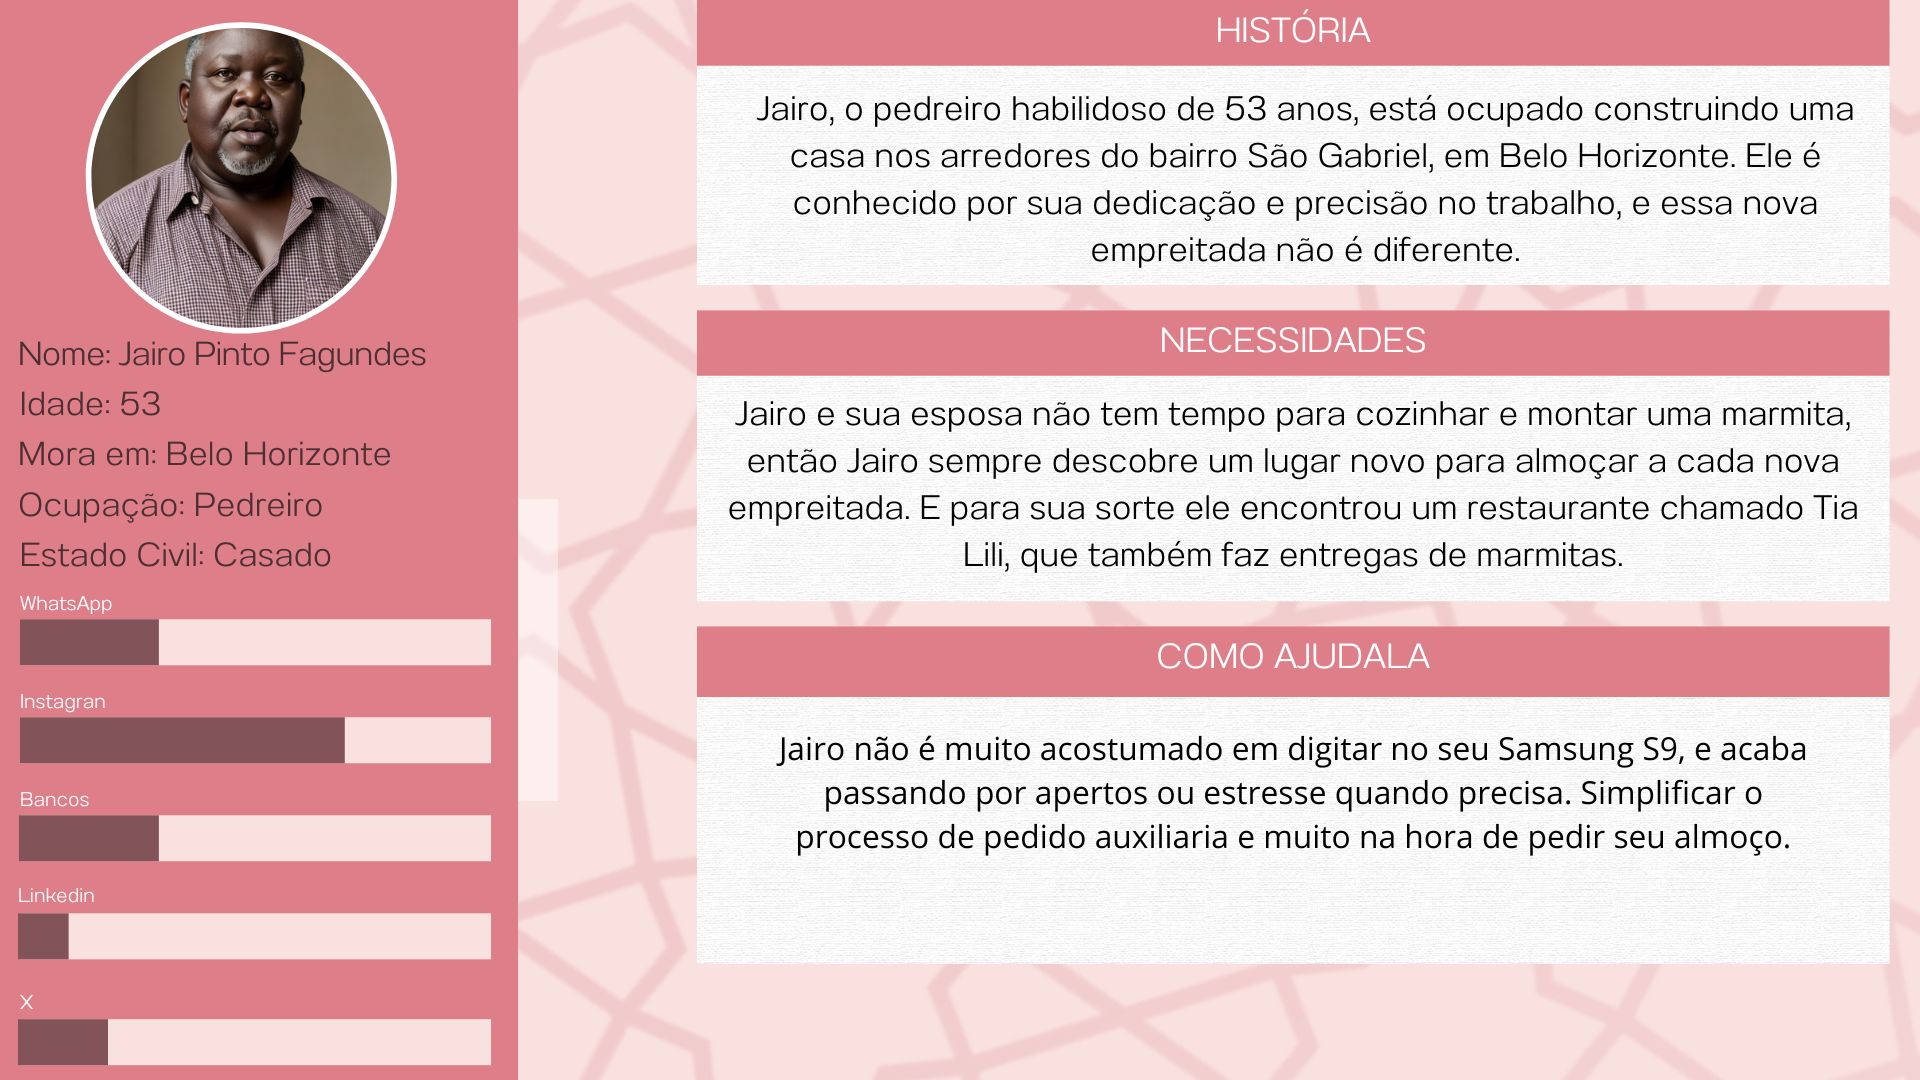 Nome: Jairo Pinto Fagundes
Idade: 53
Mora em: Belo Horizonte
Ocupação: Pedreiro
Estado Civil: Casado
WhatsApp
Instagran
Bancos
Linkedin
X
HISTÓRIA
Jairo, o pedreiro habilidoso de 53 anos, está ocupado construindo uma
casa nos arredores do bairro São Gabriel, em Belo Horizonte. Ele é
conhecido por sua dedicação e precisão no trabalho, e essa nova
empreitada não é diferente.
NECESSIDADES
Jairo e sua esposa não tem tempo para cozinhar e montar uma marmita,
então Jairo sempre descobre um lugar novo para almoçar a cada nova
empreitada. E para sua sorte ele encontrou um restaurante chamado Tia
Lili, que também faz entregas de marmitas.
COMO AJUDALA
Jairo não é muito acostumado em digitar no seu Samsung S9, e acaba
passando por apertos ou estresse quando precisa. Simplificar o
processo de pedido auxiliaria e muito na hora de pedir seu almoço.